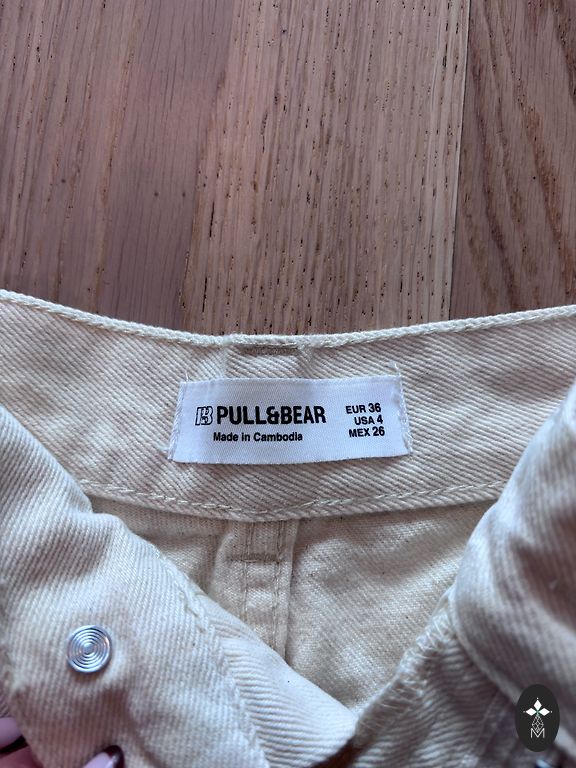 PULL&BEAR
Made in Cambodia
EUR 36
USA 4
MEX 26